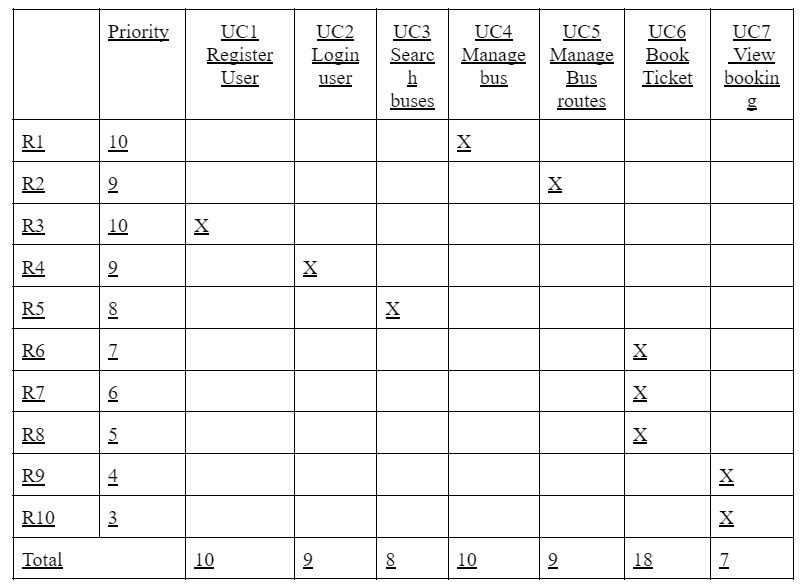 Priority UC1 UC2 UC3 UC4 UC5 UC6 UC7
Register Login Searc Manage Manage Book View
User user h bus Bus Ticket bookin
buses routes g
R1 10 X
R2 9 X
R3 10 X
R4 9 X
R5 8 X
R6 7 X
R7 6 X
R8 5 X
R9 4 X
R10 3 X
Total 10 9 8 10 9 18 7